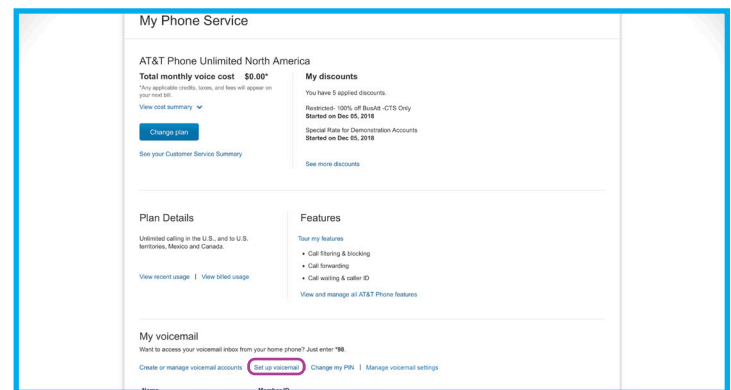 My Phone Service
AT&T Phone Unlimited North America
Total monthly voice cost $0.00*
*Any applicable credits, taxes, and fees will appear on
your next bill.
View cost summary
Change plan
See your Customer Service Summary
My discounts
You have 5 applied discounts.
Restricted- 100% off BusAtt -CTS Only
Started on Dec 05, 2018
Special Rate for Demonstration Accounts
Started on Dec 05, 2018
See more discounts
Plan Details
Unlimited calling in the U.S., and to U.S.
territories, Mexico and Canada.
View recent usage | View billed usage
Features
Tour my features
• Call filtering & blocking
• Call forwarding
• Call waiting & caller ID
View and manage all AT&T Phone features
My voicemail
Want to access your voicemail inbox from your home phone? Just enter *98.
Create or manage voicemail accounts Set up voicemail Change my PIN | Manage voicemail settings
Name Member ID